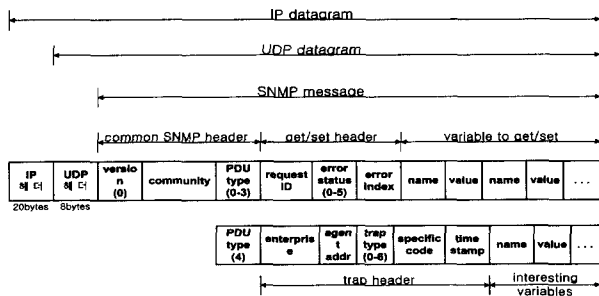 IP datagram
UDP datagram
SNMP message
common SNMP header
get/set header
variable to get/set
IP
헤 더
UDP
헤 더
versio
n
(0)
community
PDU
type
(0-3)
request
ID
error
status
(0-5)
error
index
name
value
name
value
...
20bytes
8bytes
PDU
type
(4)
enterpris
e
agen
t
addr
trap
type
(0-6)
specific
code
time
stamp
name
value
...
trap header
interesting
variables